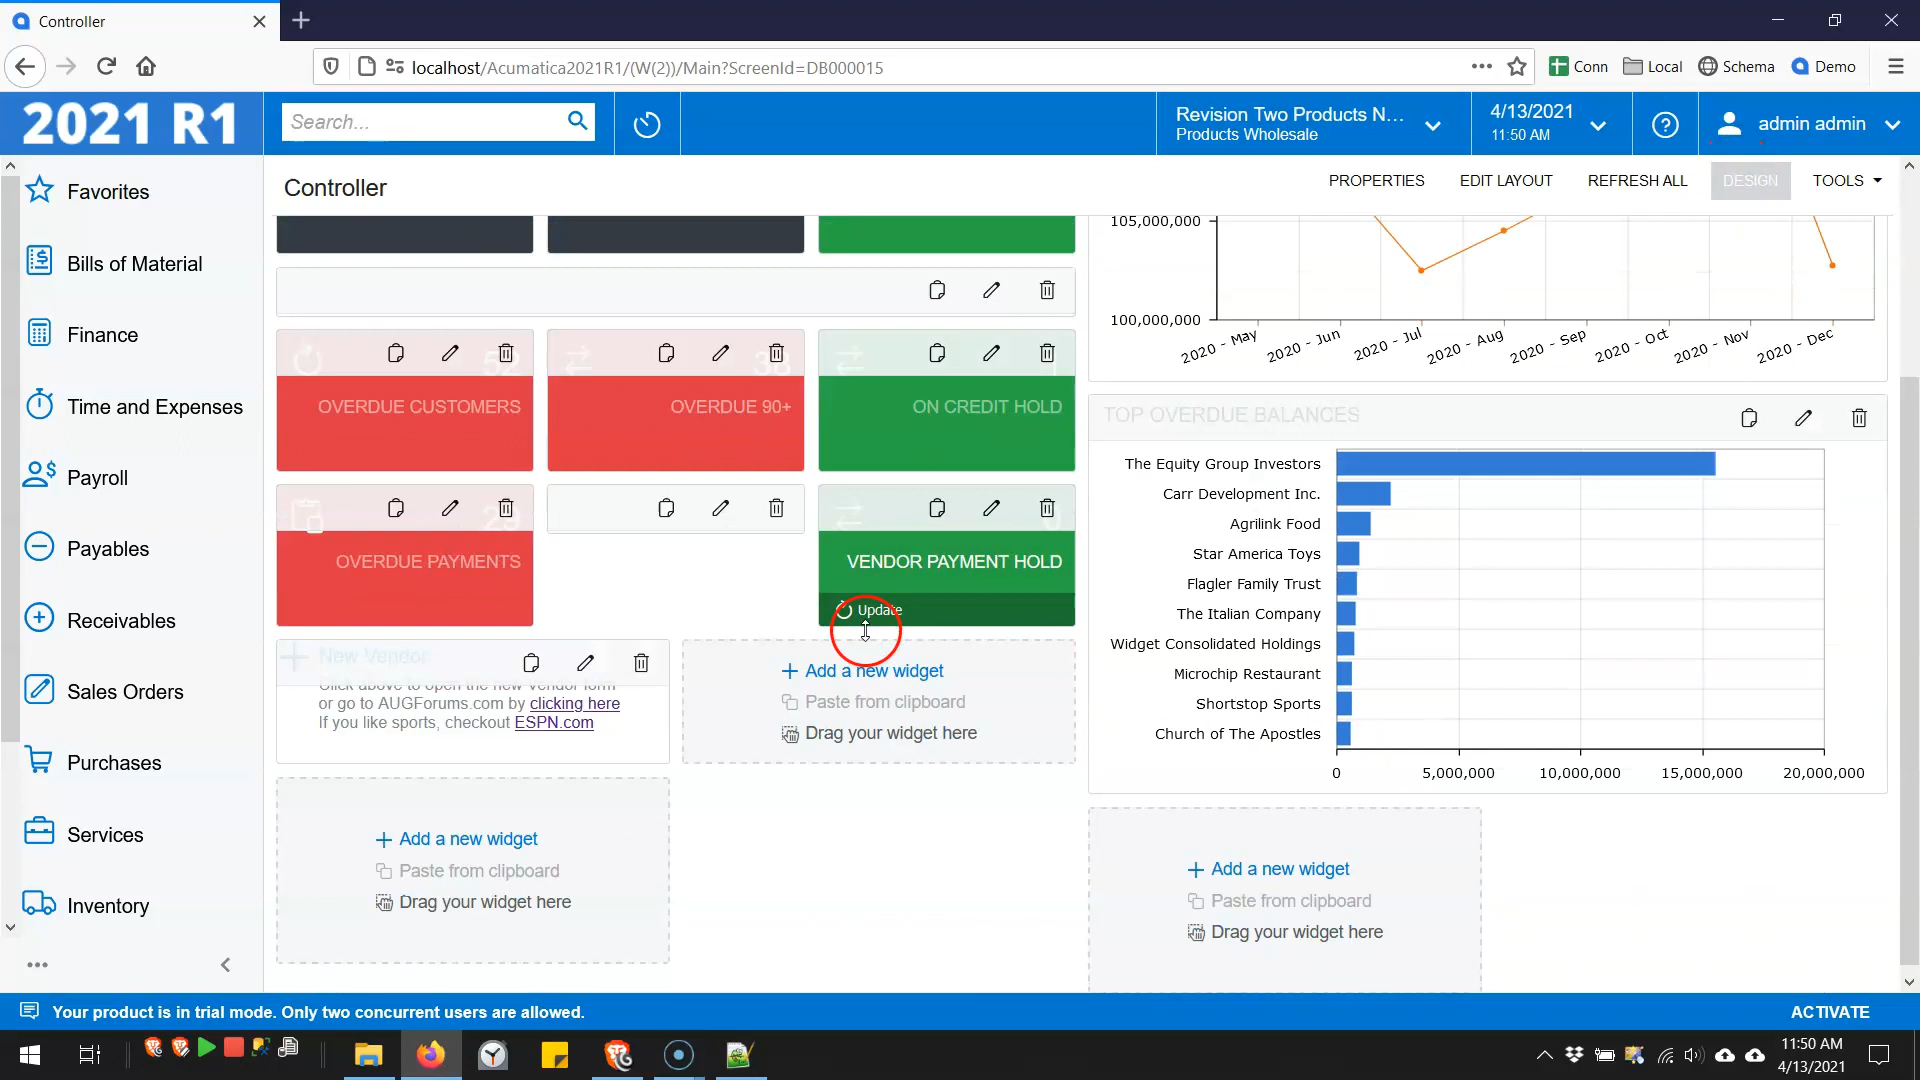 Controller
localhost/Acumatica2021R1/(W(2))/Main?ScreenId=DB000015
Conn
Local
Schema
Demo
2021 R1
Search...
Revision Two Products N...
Products Wholesale
4/13/2021
11:50 AM
admin admin
Controller
PROPERTIES
EDIT LAYOUT
REFRESH ALL
DESIGN
TOOLS
Favorites
Bills of Material
Finance
Time and Expenses
Payroll
Payables
Receivables
Sales Orders
Purchases
Services
Inventory
52
OVERDUE CUSTOMERS
38
OVERDUE 90+
1
ON CREDIT HOLD
29
OVERDUE PAYMENTS
0
VENDOR PAYMENT HOLD
Update
New Vendor
Click above to open the new vendor form
or go to AUGForums.com by clicking here
If you like sports, checkout ESPN.com
Add a new widget
Paste from clipboard
Drag your widget here
Add a new widget
Paste from clipboard
Drag your widget here
105,000,000
100,000,000
2020 - May
2020 - Jun
2020 - Jul
2020 - Aug
2020 - Sep
2020 - Oct
2020 - Nov
2020 - Dec
TOP OVERDUE BALANCES
The Equity Group Investors
Carr Development Inc.
Agrilink Food
Star America Toys
Flagler Family Trust
The Italian Company
Widget Consolidated Holdings
Microchip Restaurant
Shortstop Sports
Church of The Apostles
0
5,000,000
10,000,000
15,000,000
20,000,000
Add a new widget
Paste from clipboard
Drag your widget here
Your product is in trial mode. Only two concurrent users are allowed.
ACTIVATE
11:50 AM
4/13/2021